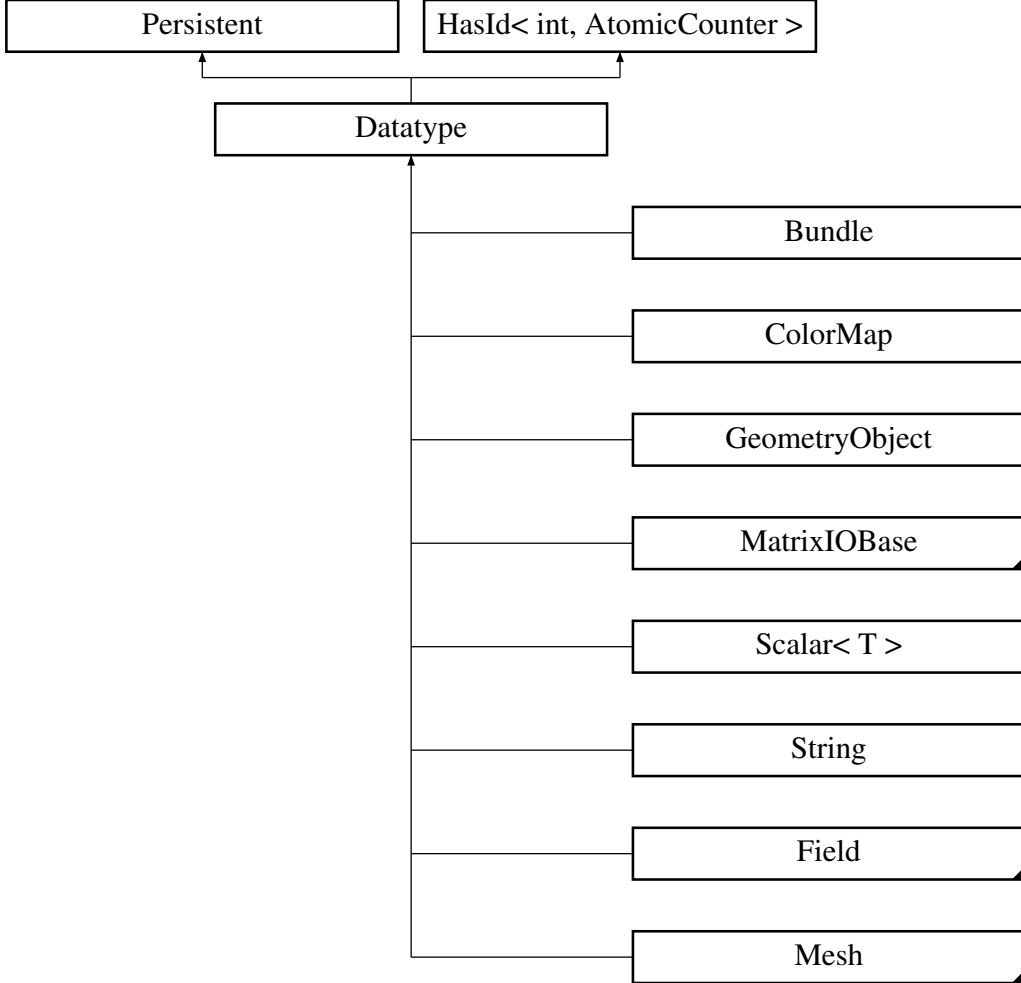 Persistent
HasId< int, AtomicCounter >
Datatype
Bundle
ColorMap
GeometryObject
MatrixIOBase
Scalar< T >
String
Field
Mesh